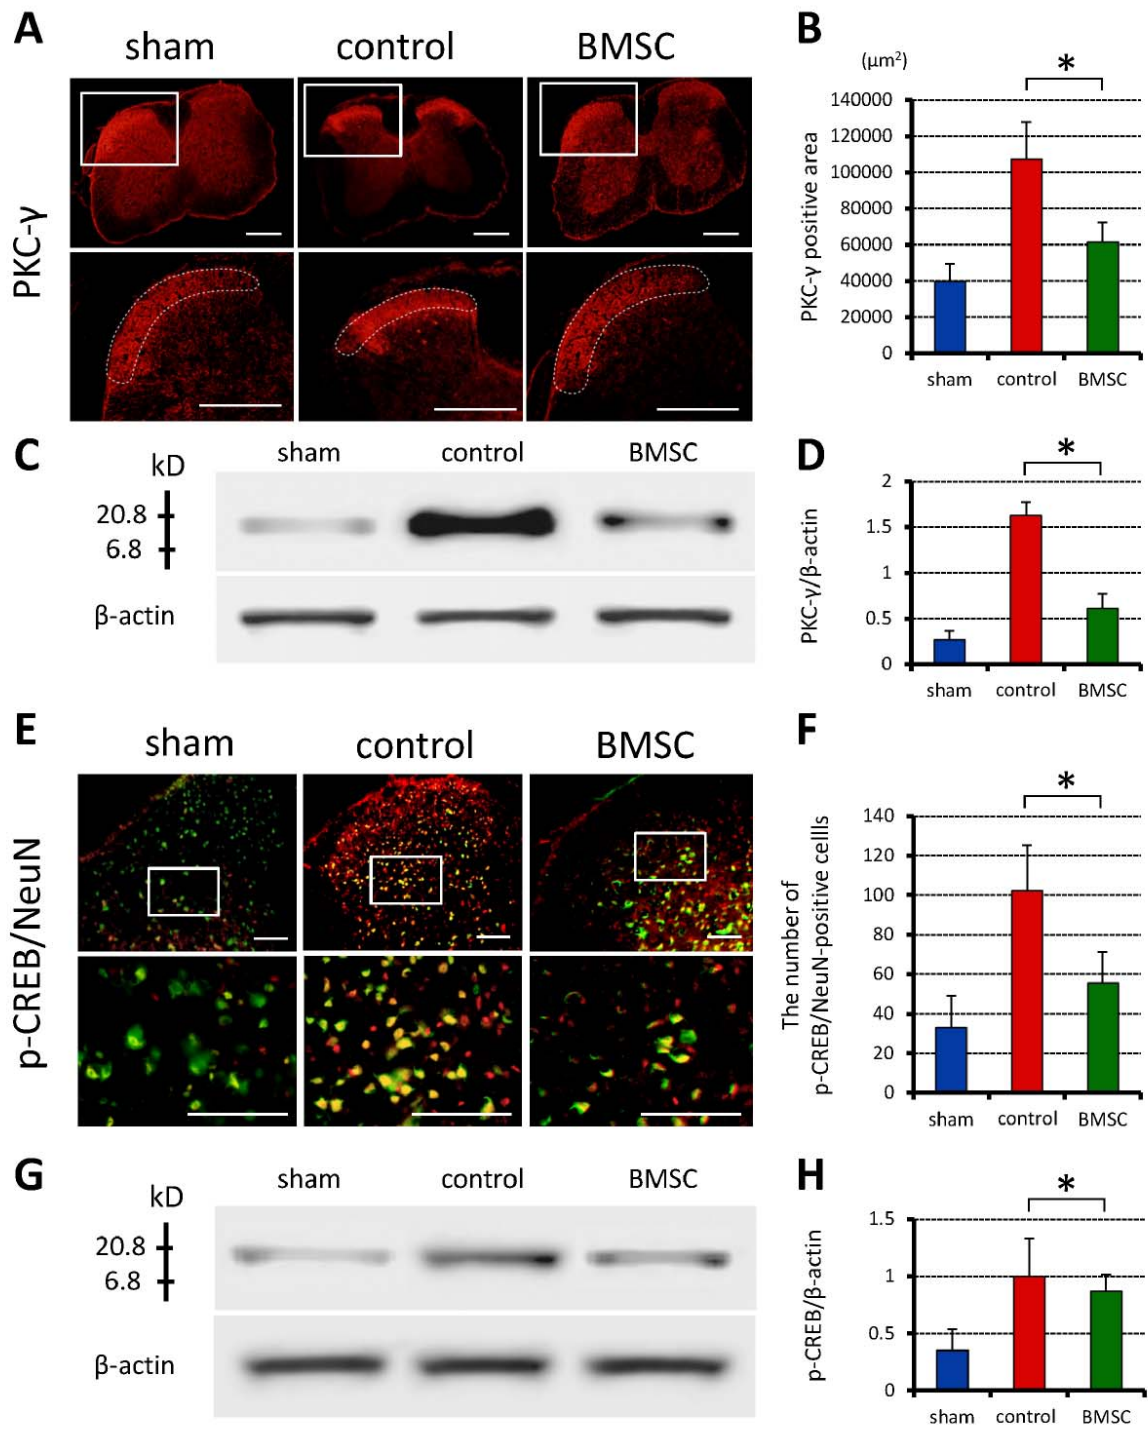 A
sham
control
BMSC
PKC-γ
B
(μm²)
*
PKC-γ positive area
140000
120000
100000
80000
60000
40000
20000
0
sham
control
BMSC
C
kD
sham
control
BMSC
20.8
6.8
β-actin
D
*
PKC-γ/β-actin
2
1.5
1
0.5
0
sham
control
BMSC
E
sham
control
BMSC
p-CREB/NeuN
F
*
The number of
p-CREB/NeuN-positive cellls
140
120
100
80
60
40
20
0
sham
control
BMSC
G
kD
sham
control
BMSC
20.8
6.8
β-actin
H
*
p-CREB/β-actin
1.5
1
0.5
0
sham
control
BMSC